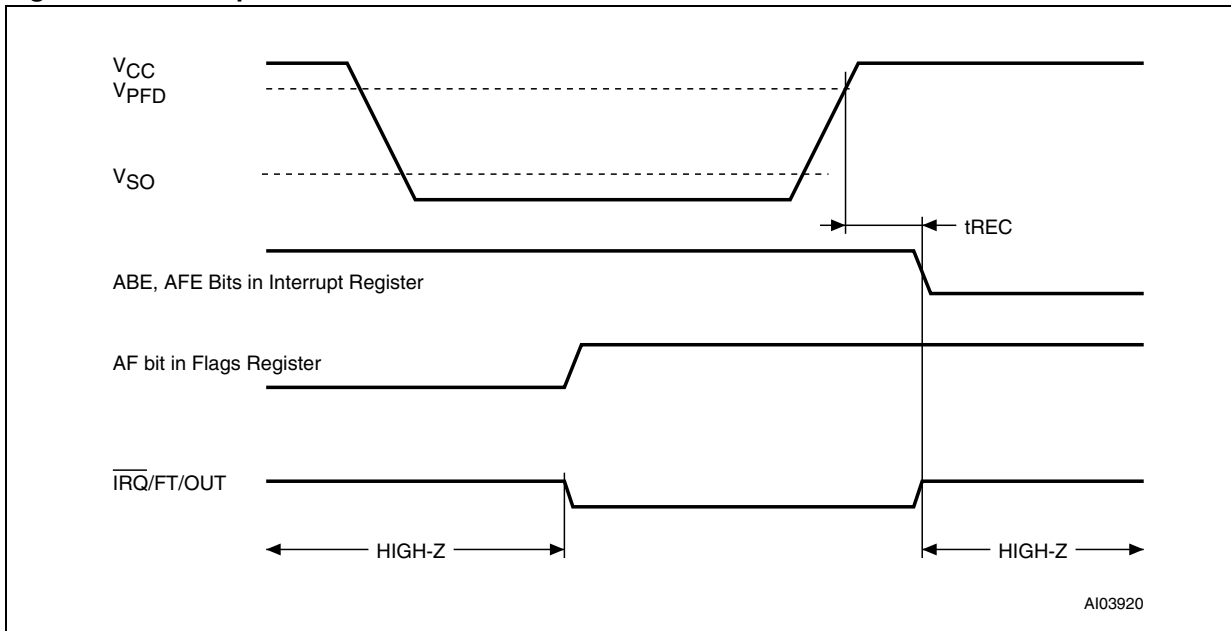 VCC
VPFD
VSO
tREC
ABE, AFE Bits in Interrupt Register
AF bit in Flags Register
IRQ/FT/OUT
HIGH-Z
HIGH-Z
AI03920